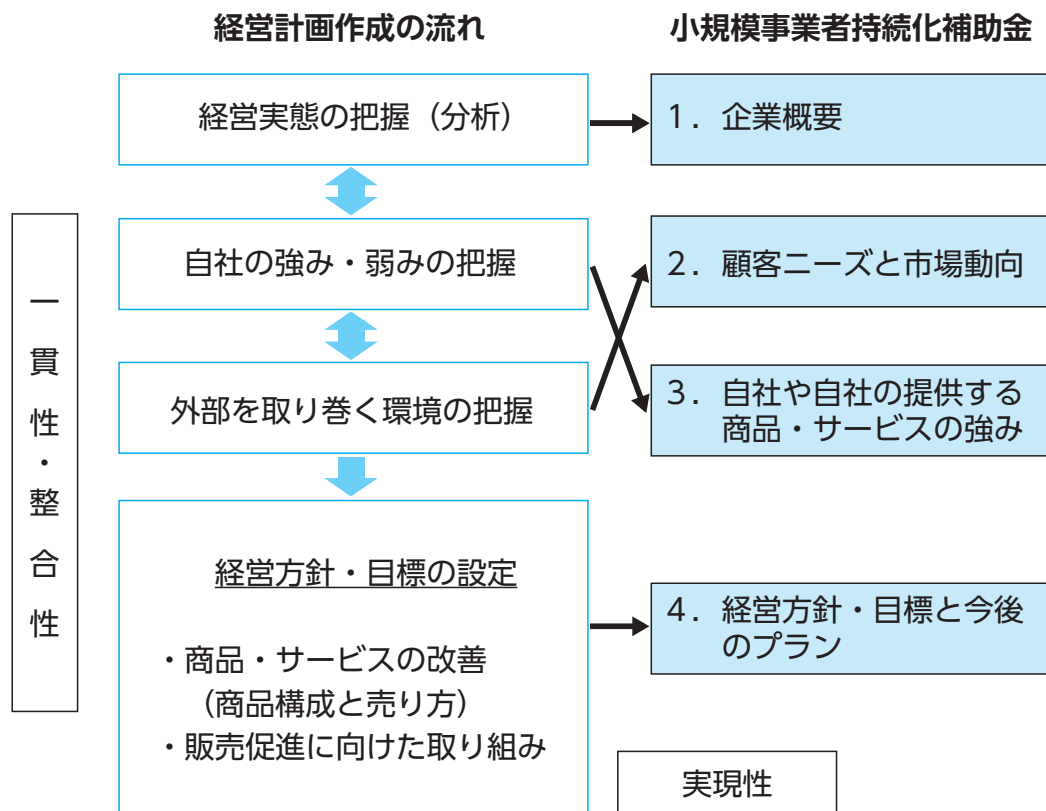 経営計画作成の流れ
小規模事業者持続化補助金
経営実態の把握（分析）
1．企業概要
自社の強み・弱みの把握
2．顧客ニーズと市場動向
外部を取り巻く環境の把握
3．自社や自社の提供する
商品・サービスの強み
一貫性・整合性
経営方針・目標の設定
・商品・サービスの改善
（商品構成と売り方）
・販売促進に向けた取り組み
4．経営方針・目標と今後
のプラン
実現性